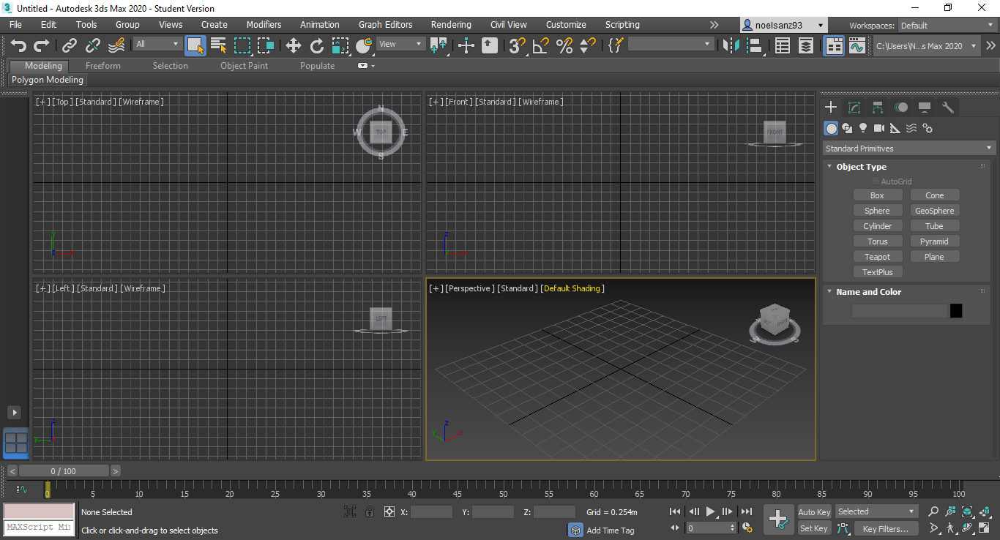 3 Untitled - Autodesk 3ds Max 2020 - Student Version
File Edit Tools Group Views Create Modifiers Animation Graph Editors Rendering Civil View Customize Scripting noelsanz93 Workspaces: Default
All View C:\Users\N...s Max 2020
Modeling Freeform Selection Object Paint Populate
Polygon Modeling
[+] [Top] [Standard] [Wireframe]
N
W TOP E
S
y
z x
[+] [Front] [Standard] [Wireframe]
FRONT
z
y x
[+] [Left] [Standard] [Wireframe]
LEFT
z
y
[+] [Perspective] [Standard] [Default Shading]
LEFT FRONT
W S
z
y x
Standard Primitives
Object Type
AutoGrid
Box Cone
Sphere GeoSphere
Cylinder Tube
Torus Pyramid
Teapot Plane
TextPlus
Name and Color
< 0 / 100 >
0 5 10 15 20 25 30 35 40 45 50 55 60 65 70 75 80 85 90 95 100
None Selected X: Y: Z: Grid = 0.254m Auto Key Selected
MAXScript Mi
Click or click-and-drag to select objects Add Time Tag 0 Set Key Key Filters...